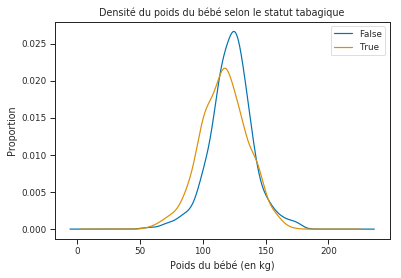 Densité du poids du bébé selon le statut tabagique
False
True
Proportion
0.025
0.020
0.015
0.010
0.005
0.000
0 50 100 150 200
Poids du bébé (en kg)